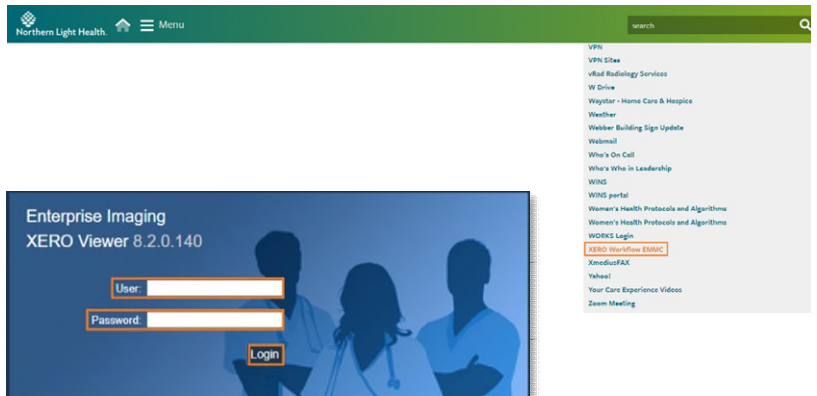 Northern Light Health.
Menu
search
VPN
VPN Sites
vRad Radiology Services
W Drive
Waystar - Home Care & Hospice
Weather
Webber Building Sign Update
Webmail
Who's On Call
Who's Who in Leadership
WINS
WINS portal
Women's Health Protocols and Algorithms
Women's Health Protocols and Algorithms
WORKS Login
XERO Workflow EMMC
XmediusFAX
Yahoo!
Your Care Experience Videos
Zoom Meeting
Enterprise Imaging
XERO Viewer 8.2.0.140
User:
Password:
Login